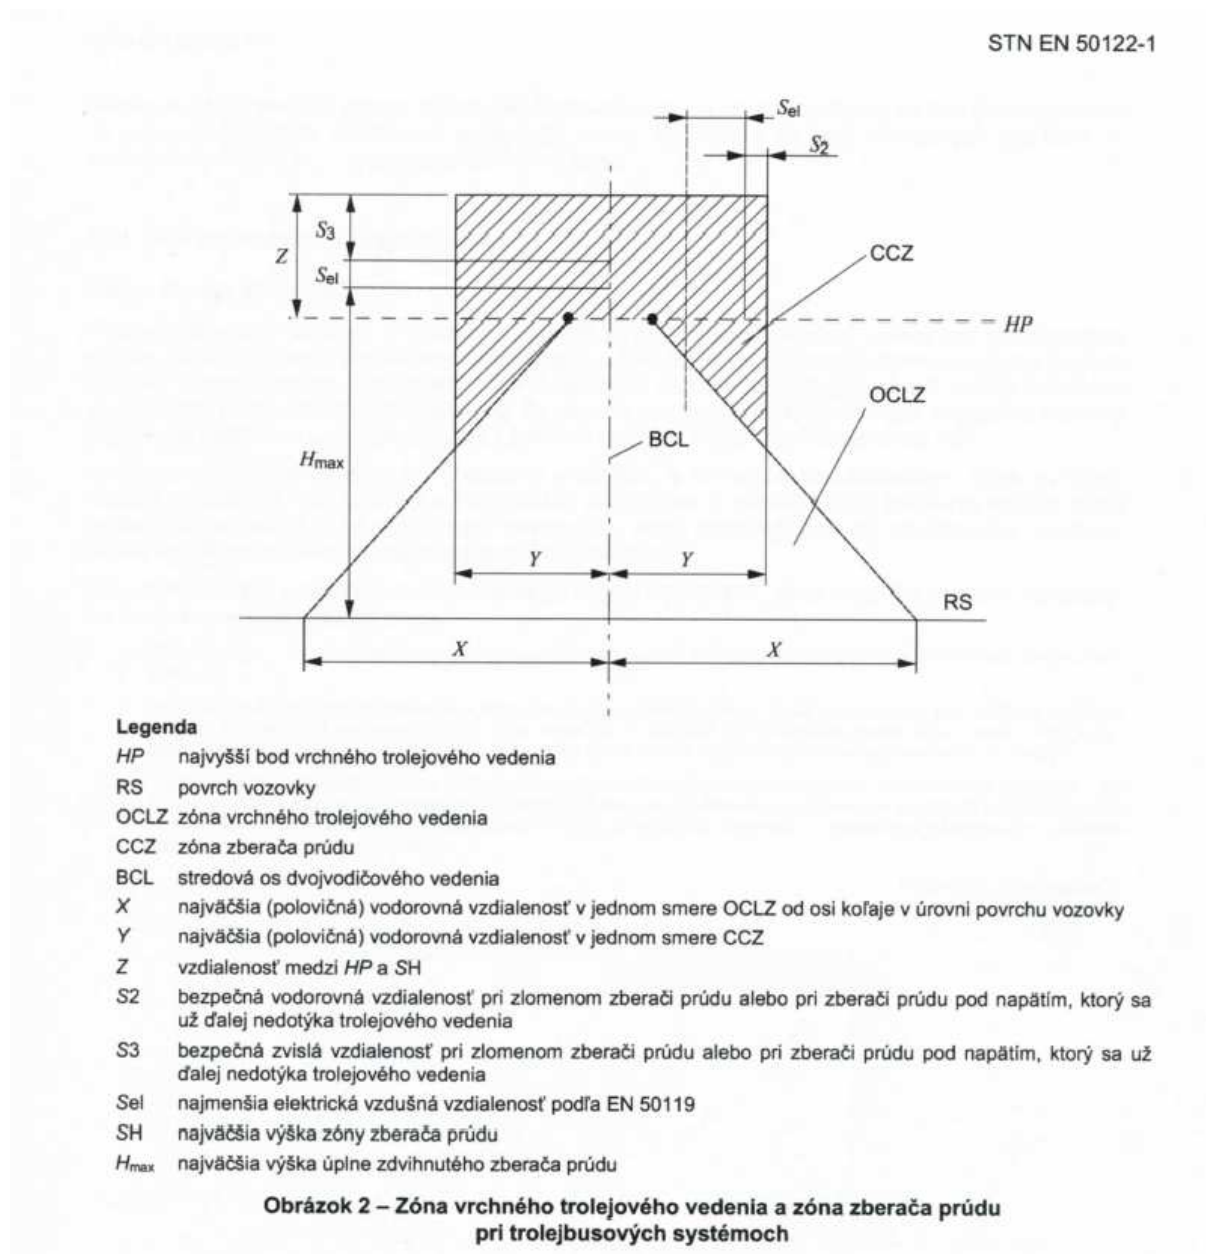 STN EN 50122-1
Sel
S2
S3
Z
Sel
CCZ
HP
OCLZ
BCL
Hmax
Y Y
RS
X X
Legenda
HP najvyšší bod vrchného trolejového vedenia
RS povrch vozovky
OCLZ zóna vrchného trolejového vedenia
CCZ zóna zberača prúdu
BCL stredová os dvojvodičového vedenia
X najväčšia (polovičná) vodorovná vzdialenosť v jednom smere OCLZ od osi koľaje v úrovni povrchu vozovky
Y najväčšia (polovičná) vodorovná vzdialenosť v jednom smere CCZ
Z vzdialenosť medzi HP a SH
S2 bezpečná vodorovná vzdialenosť pri zlomenom zberači prúdu alebo pri zberači prúdu pod napätím, ktorý sa
už ďalej nedotýka trolejového vedenia
S3 bezpečná zvislá vzdialenosť pri zlomenom zberači prúdu alebo pri zberači prúdu pod napätím, ktorý sa už
ďalej nedotýka trolejového vedenia
Sel najmenšia elektrická vzdušná vzdialenosť podľa EN 50119
SH najväčšia výška zóny zberača prúdu
Hmax najväčšia výška úplne zdvihnutého zberača prúdu
Obrázok 2 – Zóna vrchného trolejového vedenia a zóna zberača prúdu
pri trolejbusových systémoch